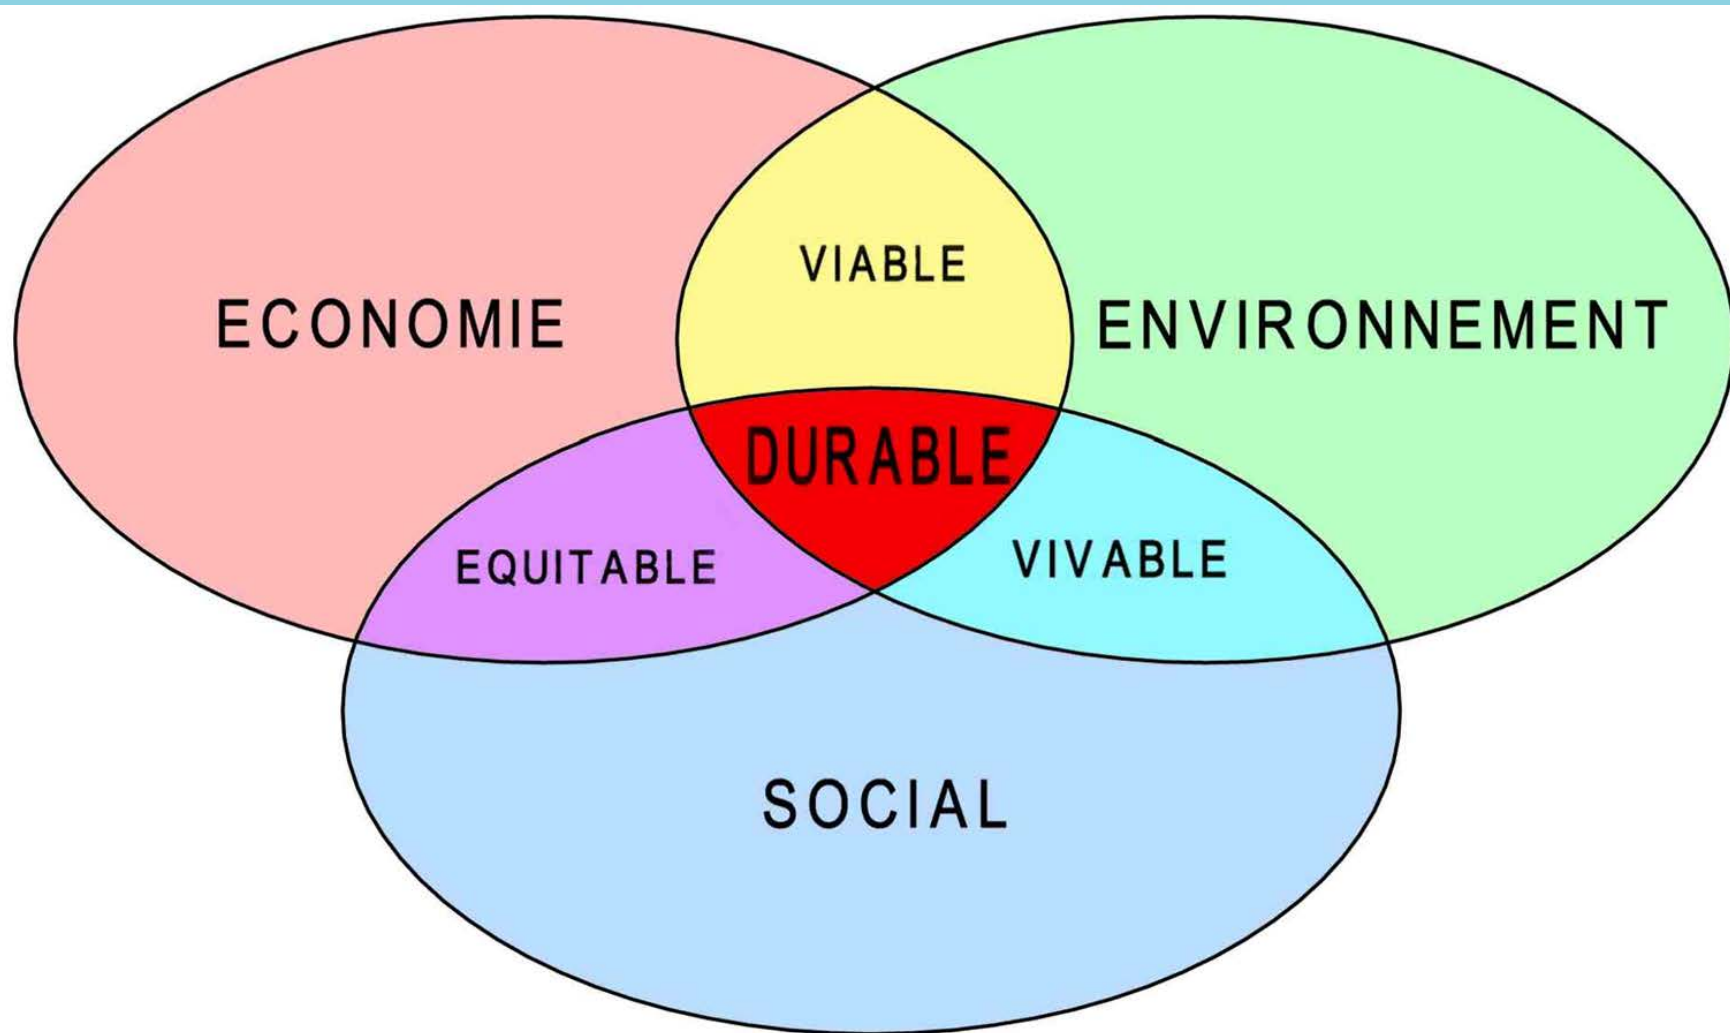 VIABLE
ECONOMIE
ENVIRONNEMENT
DURABLE
EQUITABLE
VIVABLE
SOCIAL